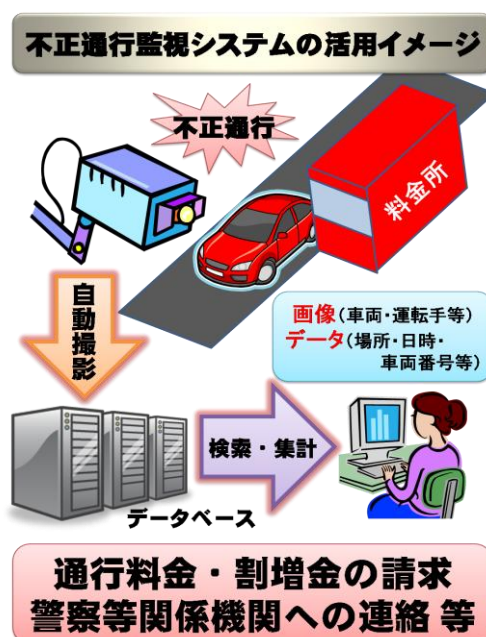 不正通行監視システムの活用イメージ
不正通行
料金所
自動撮影
画像(車両・運転手等)
データ(場所・日時・
車両番号等)
検索・集計
データベース
通行料金・割増金の請求
警察等関係機関への連絡 等